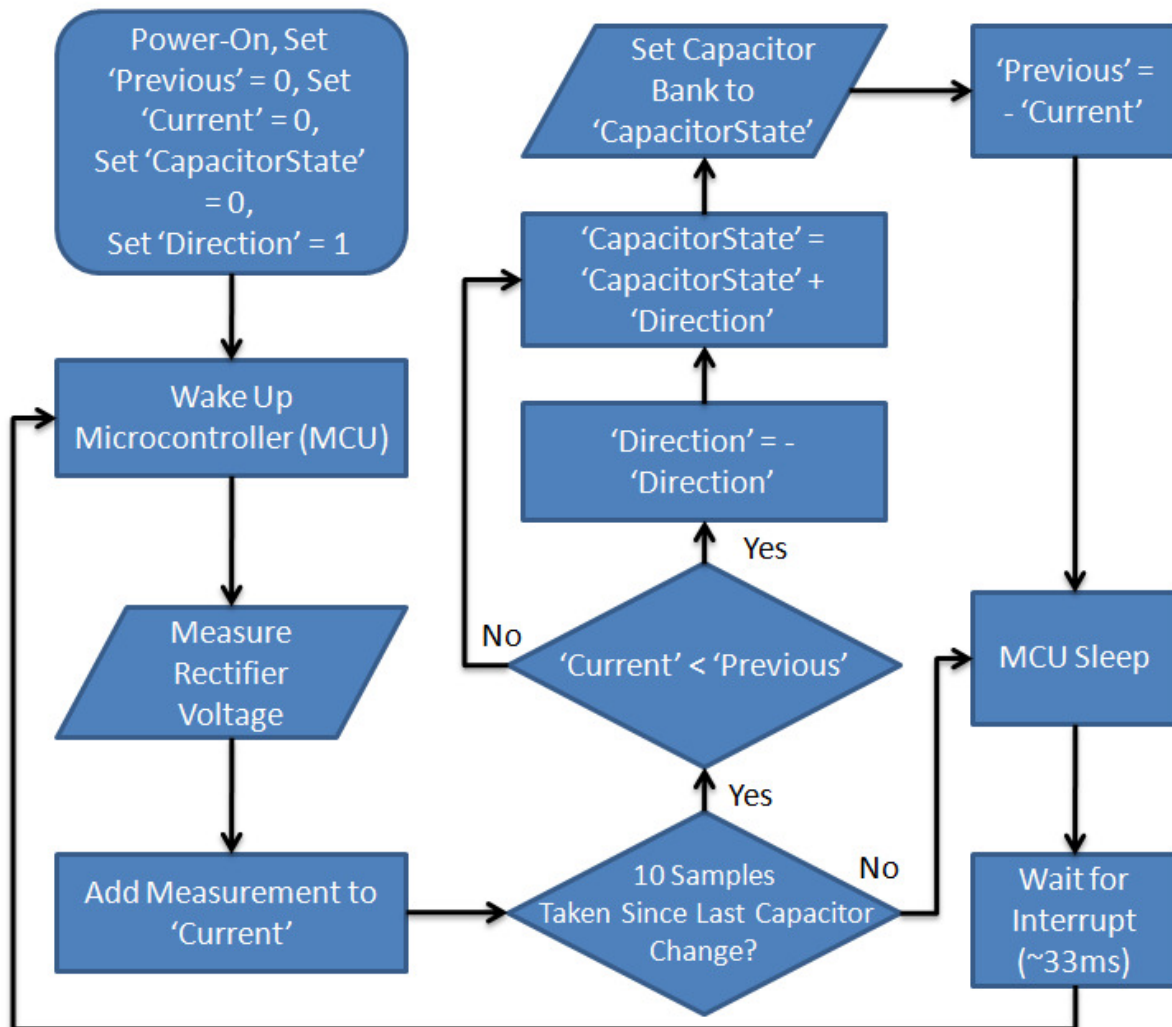 Power-On, Set
‘Previous’ = 0, Set
‘Current’ = 0,
Set ‘CapacitorState’
= 0,
Set ‘Direction’ = 1
Wake Up
Microcontroller (MCU)
Measure
Rectifier
Voltage
Add Measurement to
‘Current’
10 Samples
Taken Since Last Capacitor
Change?
Yes
No
‘Current’ < ‘Previous’
Yes
No
‘Direction’ = -
‘Direction’
‘CapacitorState’ =
‘CapacitorState’ +
‘Direction’
Set Capacitor
Bank to
‘CapacitorState’
‘Previous’ =
- ‘Current’
MCU Sleep
Wait for
Interrupt
(~33ms)